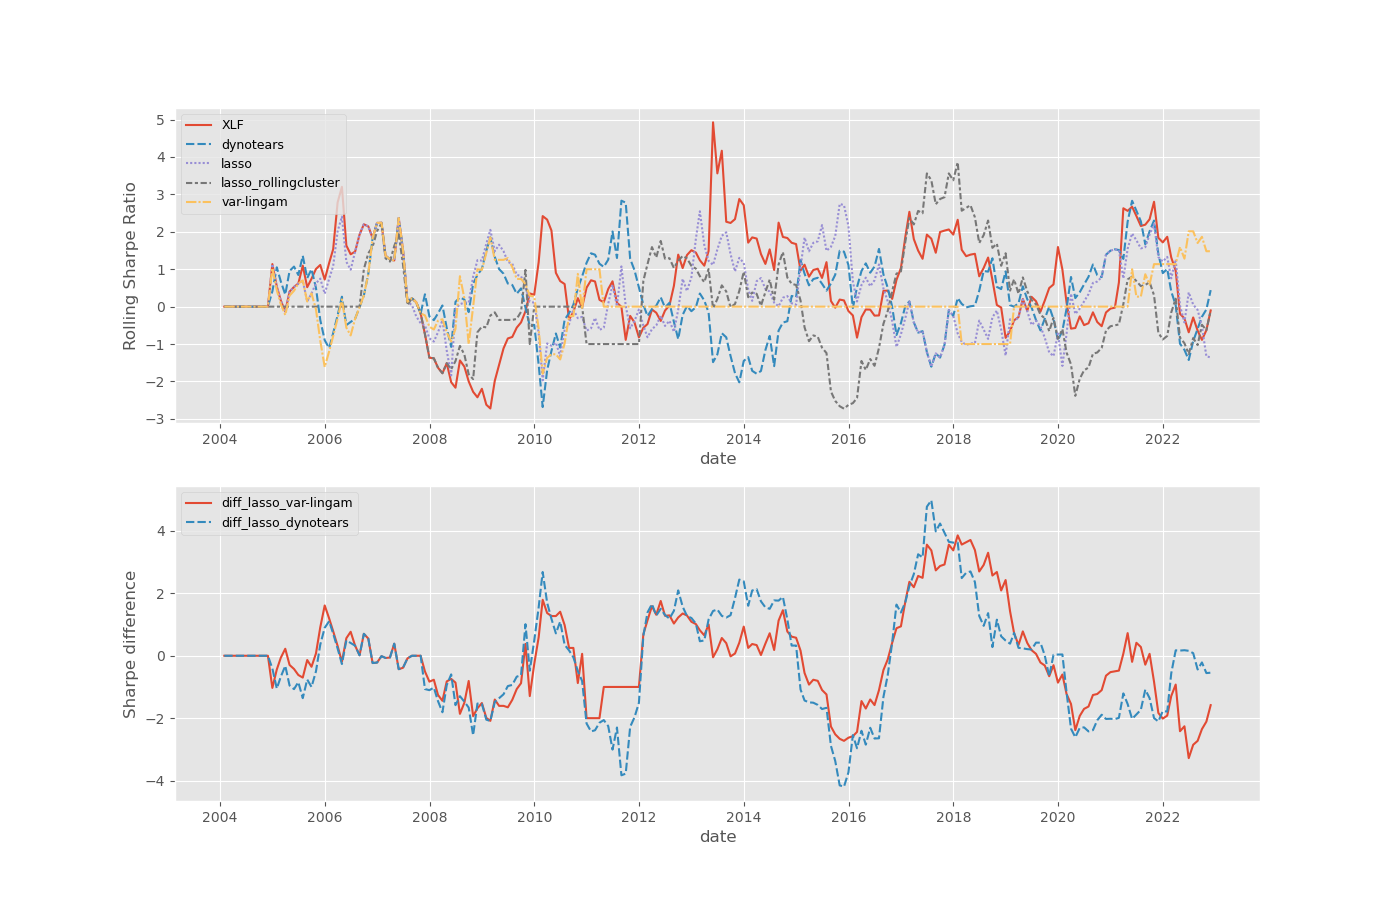 5
4
3
2
1
0
−1
−2
−3
Rolling Sharpe Ratio
XLF
dynotears
lasso
lasso_rollingcluster
var-lingam
2004 2006 2008 2010 2012 2014 2016 2018 2020 2022
date
4
2
0
−2
−4
Sharpe difference
diff_lasso_var-lingam
diff_lasso_dynotears
2004 2006 2008 2010 2012 2014 2016 2018 2020 2022
date